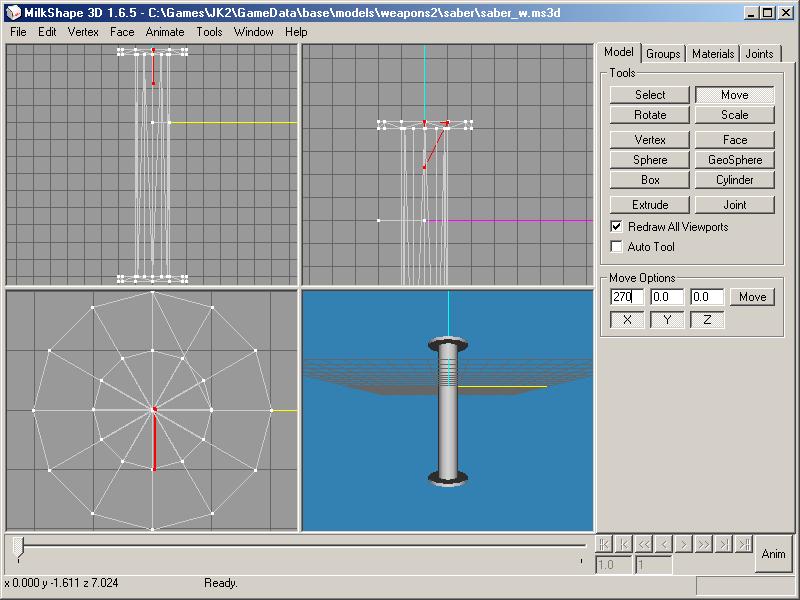 MilkShape 3D 1.6.5 - C:\Games\JK2\GameData\base\models\weapons2\saber\saber_w.ms3d
File Edit Vertex Face Animate Tools Window Help
Model Groups Materials Joints
Tools
Select Move
Rotate Scale
Vertex Face
Sphere GeoSphere
Box Cylinder
Extrude Joint
Redraw All Viewports
Auto Tool
Move Options
270 0.0 0.0 Move
X Y Z
Anim
1.0 1
x 0.000 y -1.611 z 7.024 Ready.